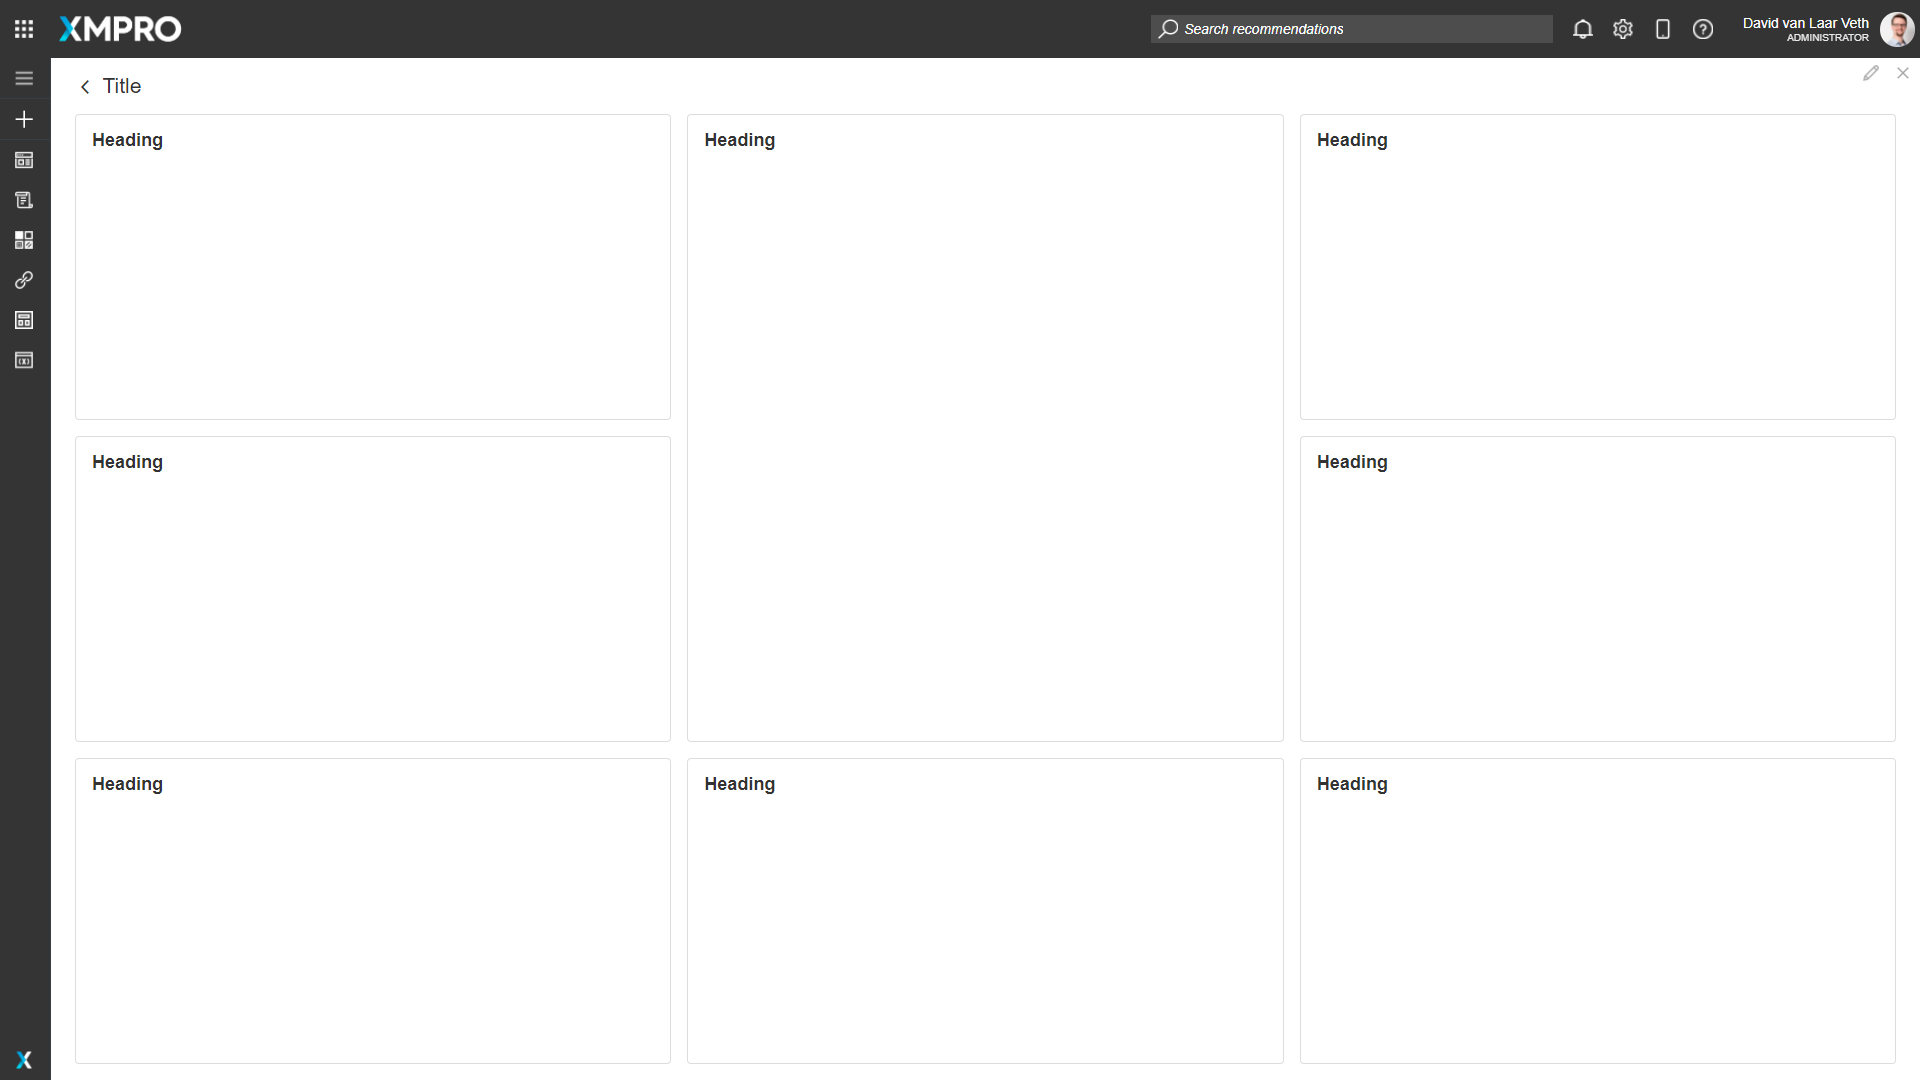 XMPRO
Search recommendations
David van Laar Veth
ADMINISTRATOR
Title
Heading
Heading
Heading
Heading
Heading
Heading
Heading
Heading
X